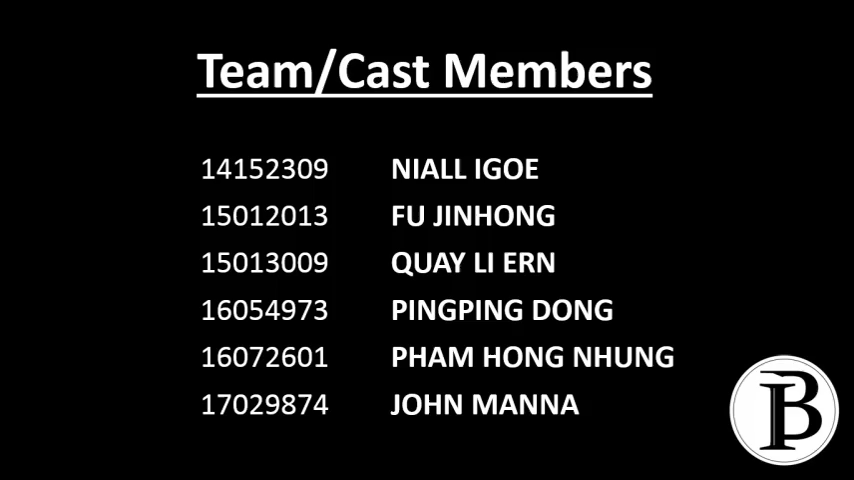 Team/Cast Members
14152309 NIALL IGOE
15012013 FU JINHONG
15013009 QUAY LI ERN
16054973 PINGPING DONG
16072601 PHAM HONG NHUNG
17029874 JOHN MANNA